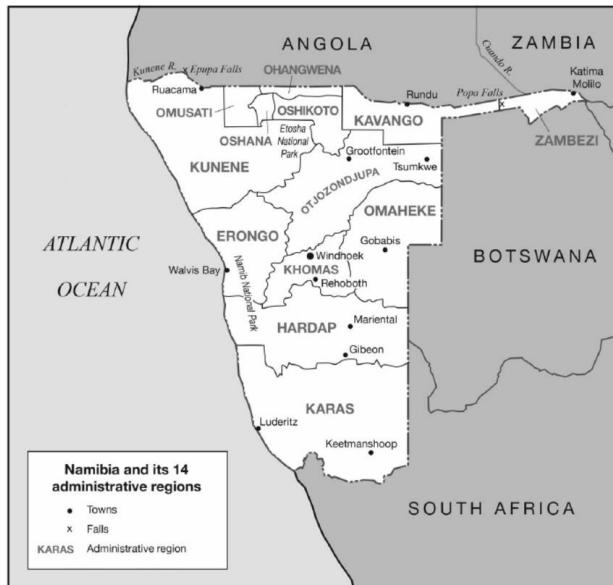 ANGOLA
ZAMBIA
Kunene R.
Epupa Falls
Cuando R.
OHANGWENA
Ruacama
Katima
Molilo
Rundu
Popa Falls
OMUSATI
OSHIKOTO
KAVANGO
OSHANA
Etosha
National
Park
ZAMBEZI
Grootfontein
Tsumkwe
KUNENE
OTJOZONDJUPA
OMAHEKE
ERONGO
ATLANTIC
OCEAN
Gobabis
BOTSWANA
Windhoek
Walvis Bay
KHOMAS
Namib National Park
Rehoboth
HARDAP
Mariental
Gibeon
KARAS
Luderitz
Keetmanshoop
Namibia and its 14
administrative regions
Towns
x Falls
KARAS Administrative region
SOUTH AFRICA